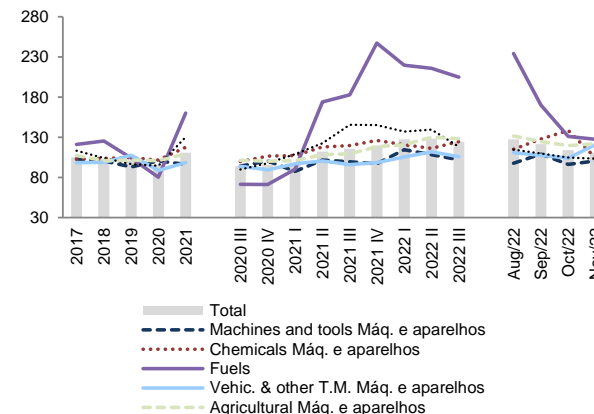 280
230
180
130
80
30
2017
2018
2019
2020
2021
2020 III
2020 IV
2021 I
2021 II
2021 III
2021 IV
2022 I
2022 II
2022 III
Aug/22
Sep/22
Oct/22
Total
Machines and tools Máq. e aparelhos
Chemicals Máq. e aparelhos
Fuels
Vehic. & other T.M. Máq. e aparelhos
Agricultural Máq. e aparelhos